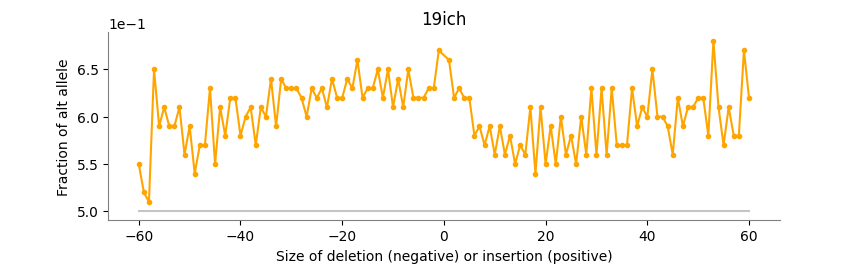 19ich
1e−1
Fraction of alt allele
6.5
6.0
5.5
5.0
−60 −40 −20 0 20 40 60
Size of deletion (negative) or insertion (positive)